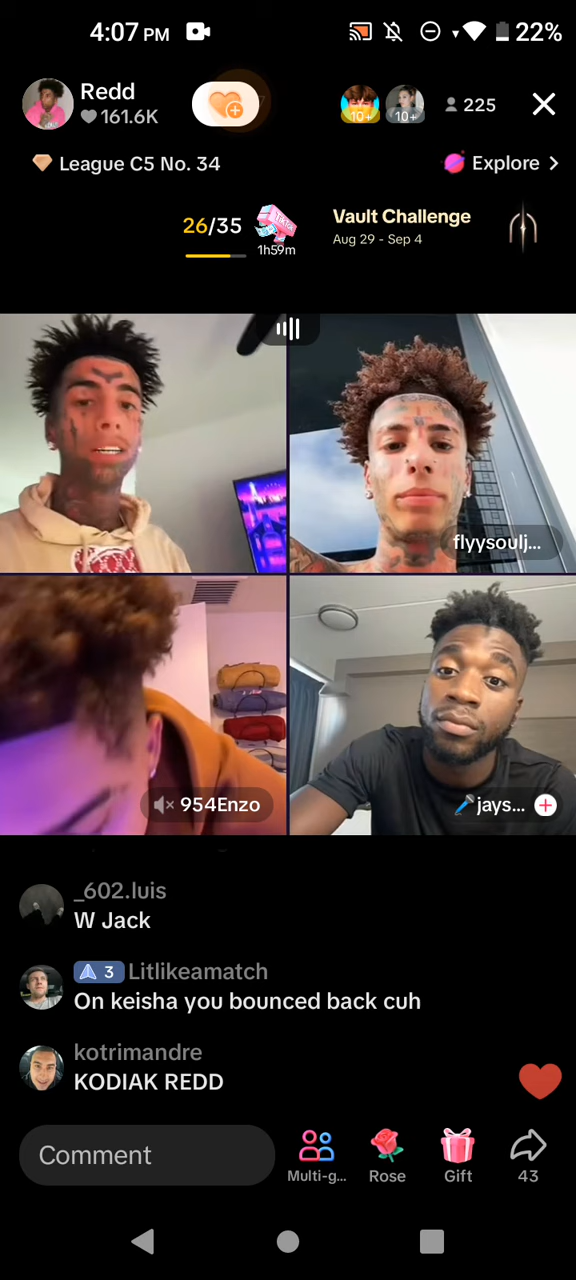 4:07 PM
22%
Redd
161.6K
10+
10+
225
League C5 No. 34
Explore
26/35
TikTok
1h59m
Vault Challenge
Aug 29 - Sep 4
flyysoulj...
954Enzo
jays...
_602.luis
W Jack
3 Litlikeamatch
On keisha you bounced back cuh
kotrimandre
KODIAK REDD
Comment
Multi-g...
Rose
Gift
43